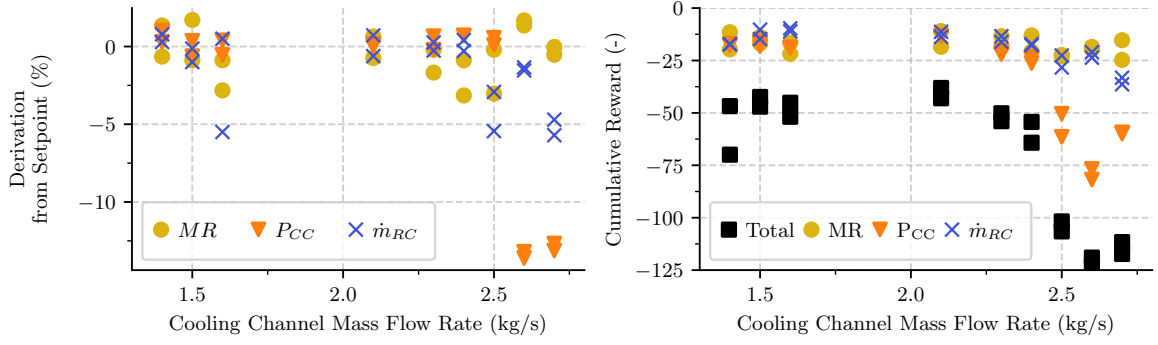 Derivation
from Setpoint (%)
0
−5
−10
MR P_CC ṁ_RC
1.5 2.0 2.5
Cooling Channel Mass Flow Rate (kg/s)
Cumulative Reward (-)
0
−25
−50
−75
−100
−125
Total MR P_CC ṁ_RC
1.5 2.0 2.5
Cooling Channel Mass Flow Rate (kg/s)